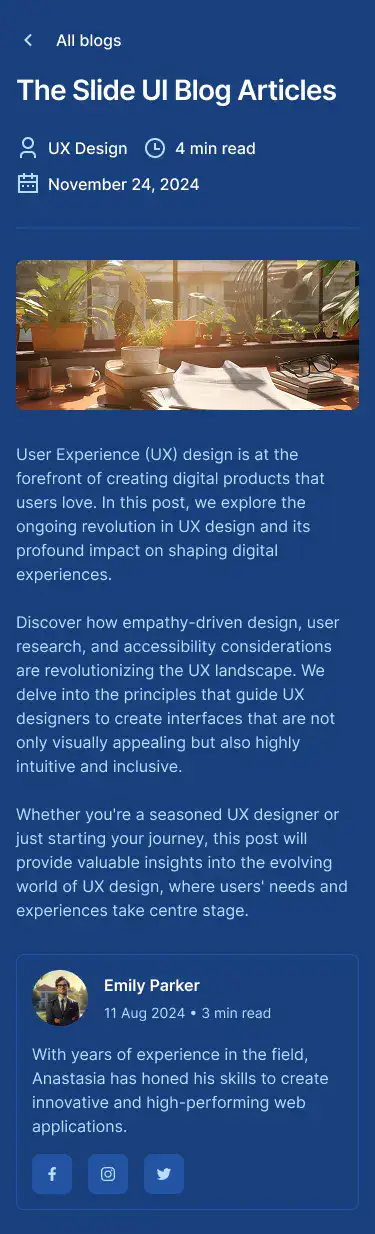 All blogs
The Slide UI Blog Articles
UX Design
4 min read
November 24, 2024
User Experience (UX) design is at the
forefront of creating digital products that
users love. In this post, we explore the
ongoing revolution in UX design and its
profound impact on shaping digital
experiences.
Discover how empathy-driven design, user
research, and accessibility considerations
are revolutionizing the UX landscape. We
delve into the principles that guide UX
designers to create interfaces that are not
only visually appealing but also highly
intuitive and inclusive.
Whether you're a seasoned UX designer or
just starting your journey, this post will
provide valuable insights into the evolving
world of UX design, where users' needs and
experiences take centre stage.
Emily Parker
11 Aug 2024 • 3 min read
With years of experience in the field,
Anastasia has honed his skills to create
innovative and high-performing web
applications.